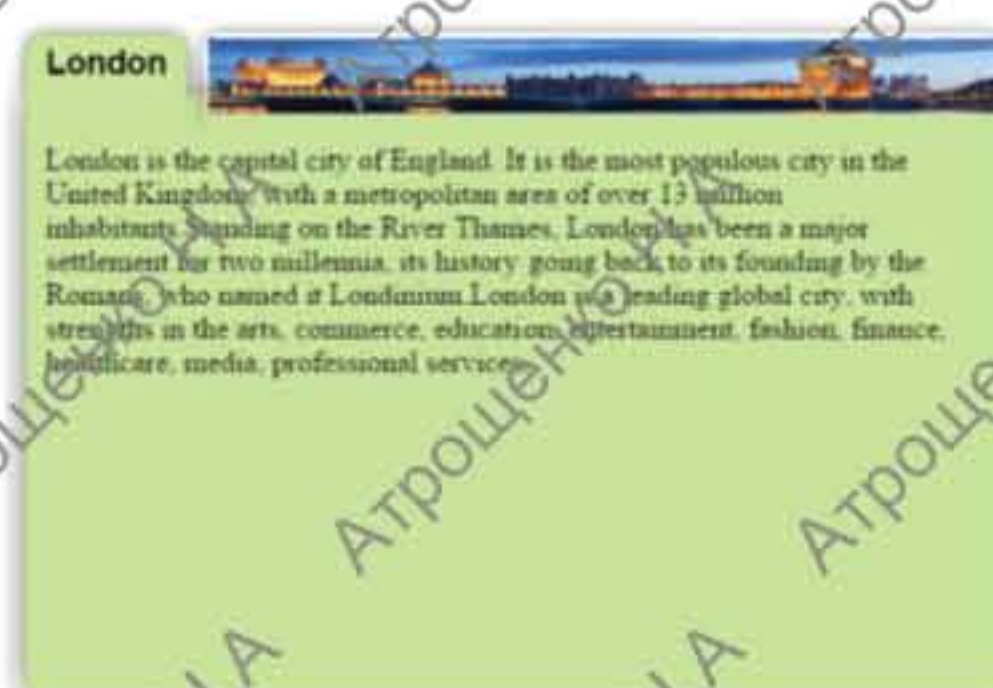 London
London is the capital city of England. It is the most populous city in the
United Kingdom, with a metropolitan area of over 13 million
inhabitants. Standing on the River Thames, London has been a major
settlement for two millennia, its history going back to its founding by the
Romans, who named it Londinium.London is a leading global city, with
strengths in the arts, commerce, education, entertainment, fashion, finance,
healthcare, media, professional services
Атрощенко Н А